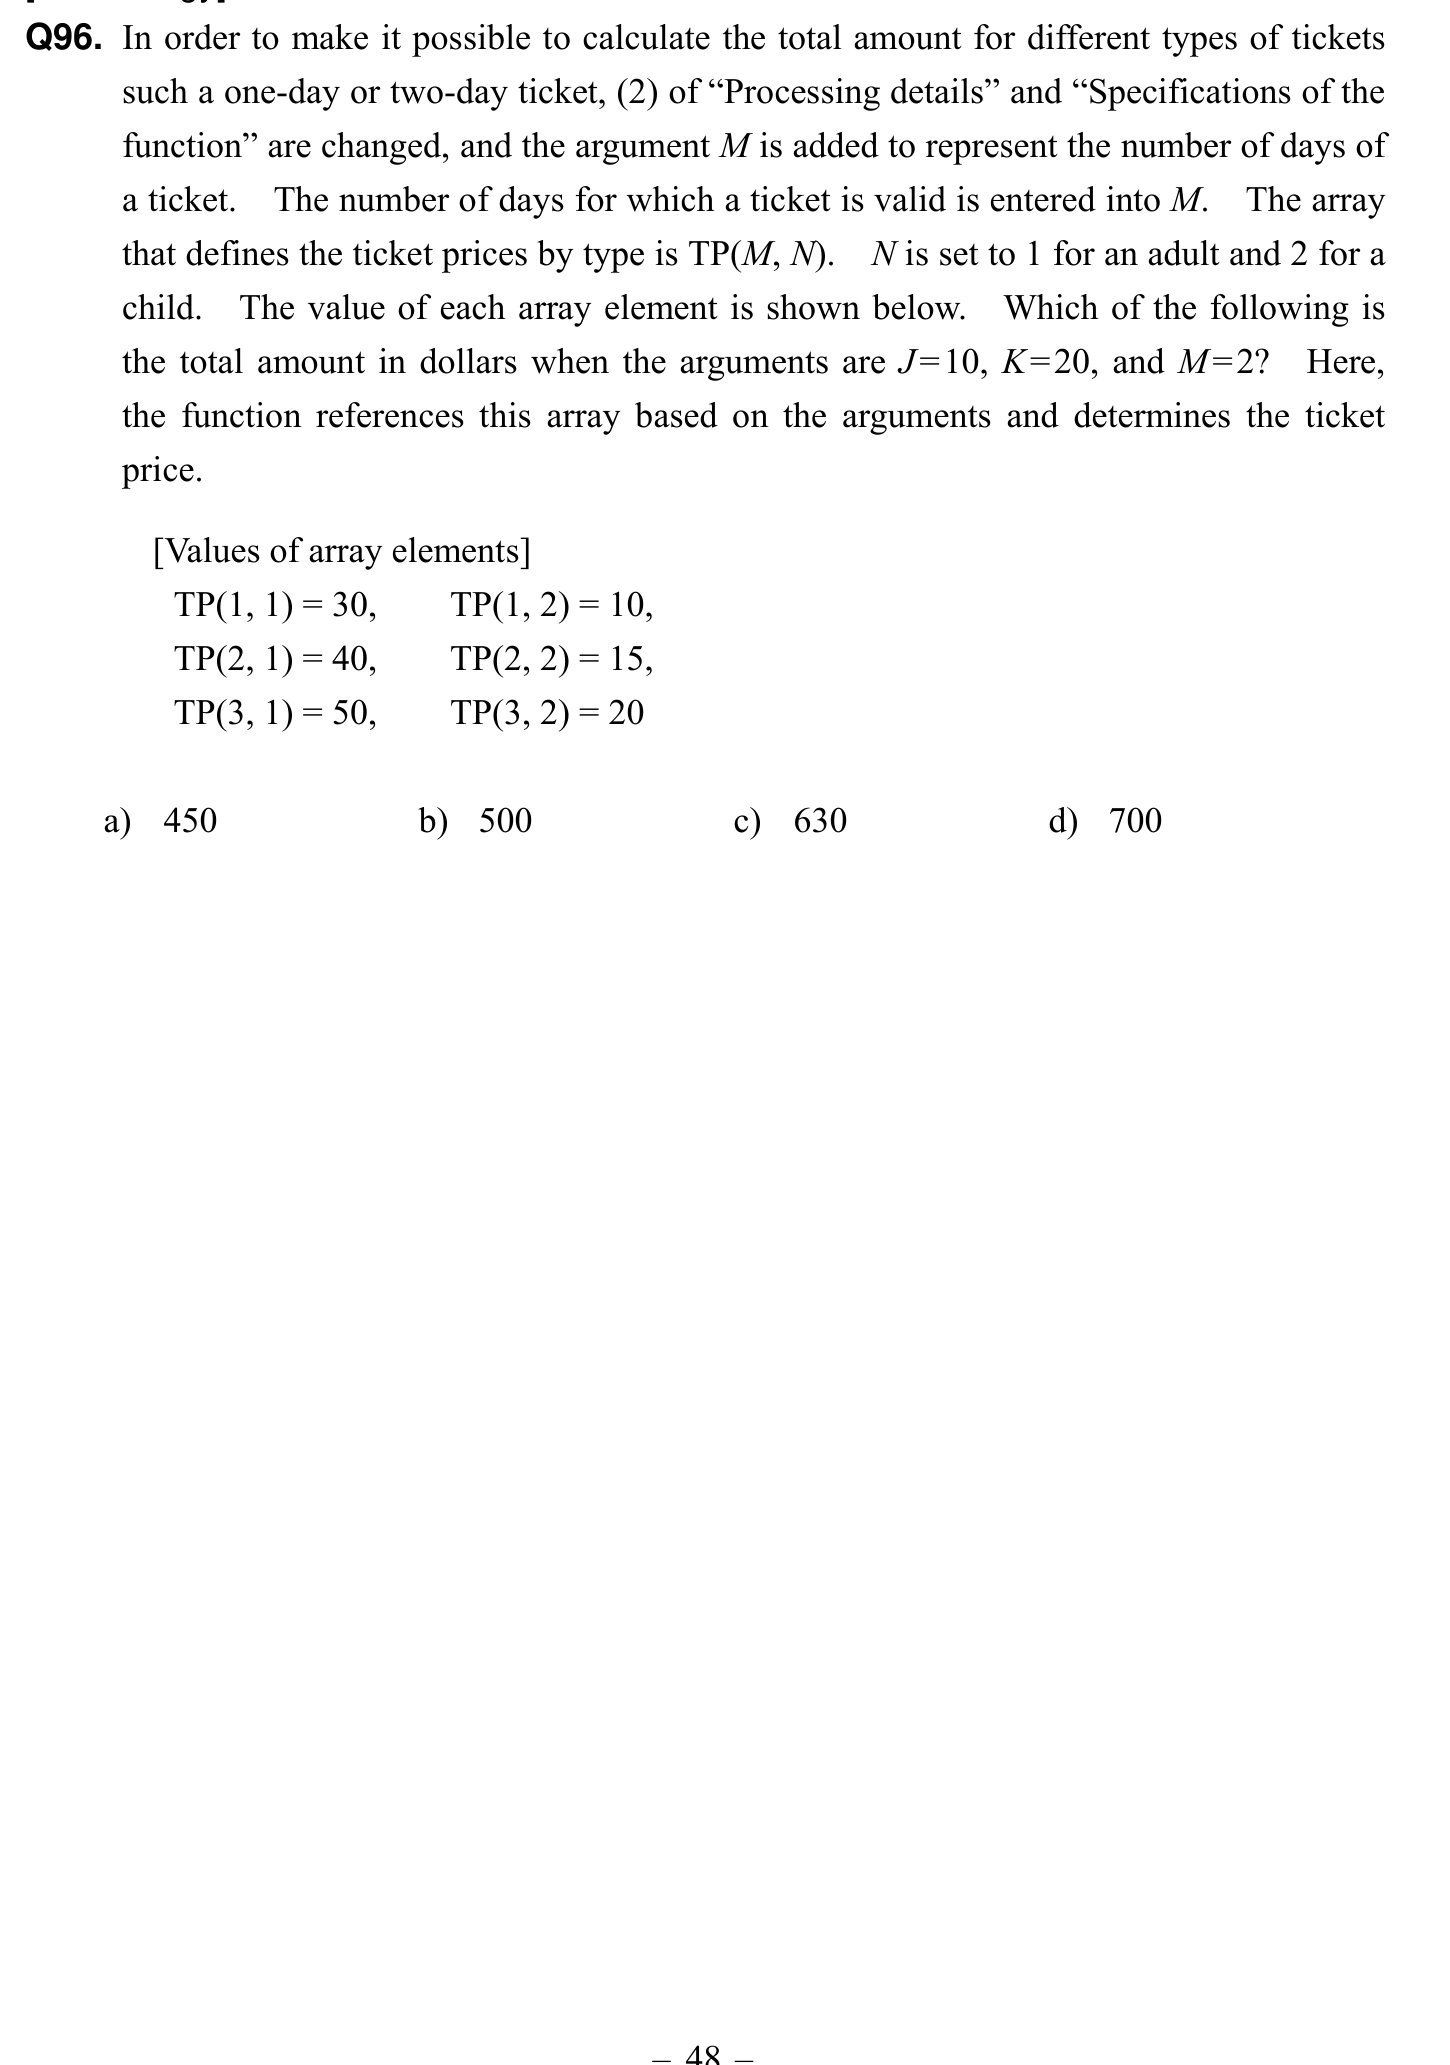 Q96. In order to make it possible to calculate the total amount for different types of tickets
such a one-day or two-day ticket, (2) of “Processing details” and “Specifications of the
function” are changed, and the argument M is added to represent the number of days of
a ticket. The number of days for which a ticket is valid is entered into M. The array
that defines the ticket prices by type is TP(M, N). N is set to 1 for an adult and 2 for a
child. The value of each array element is shown below. Which of the following is
the total amount in dollars when the arguments are J=10, K=20, and M=2? Here,
the function references this array based on the arguments and determines the ticket
price.
[Values of array elements]
TP(1, 1) = 30, TP(1, 2) = 10,
TP(2, 1) = 40, TP(2, 2) = 15,
TP(3, 1) = 50, TP(3, 2) = 20
a) 450 b) 500 c) 630 d) 700
– 48 –